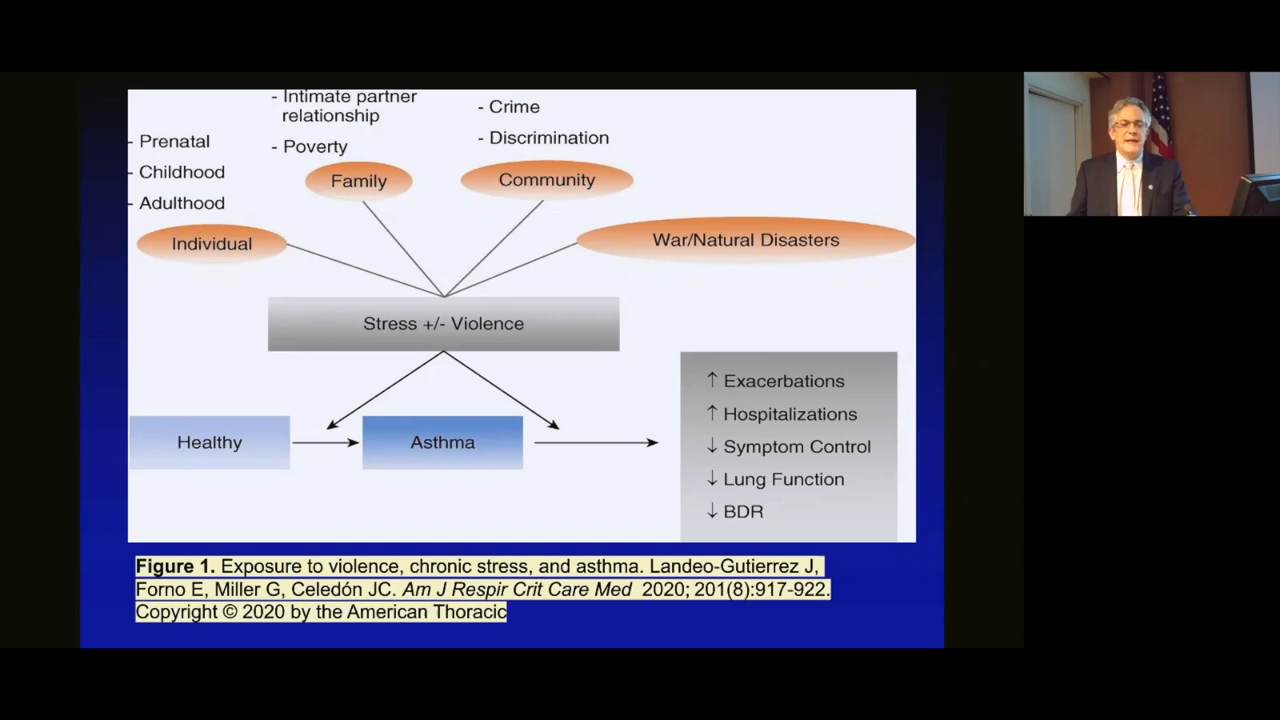 - Intimate partner
relationship
- Poverty
- Crime
- Discrimination
- Prenatal
- Childhood
- Adulthood
Family
Community
Individual
War/Natural Disasters
Stress +/- Violence
Healthy
Asthma
↑ Exacerbations
↑ Hospitalizations
↓ Symptom Control
↓ Lung Function
↓ BDR
Figure 1. Exposure to violence, chronic stress, and asthma. Landeo-Gutierrez J,
Forno E, Miller G, Celedón JC. Am J Respir Crit Care Med 2020; 201(8):917-922.
Copyright © 2020 by the American Thoracic